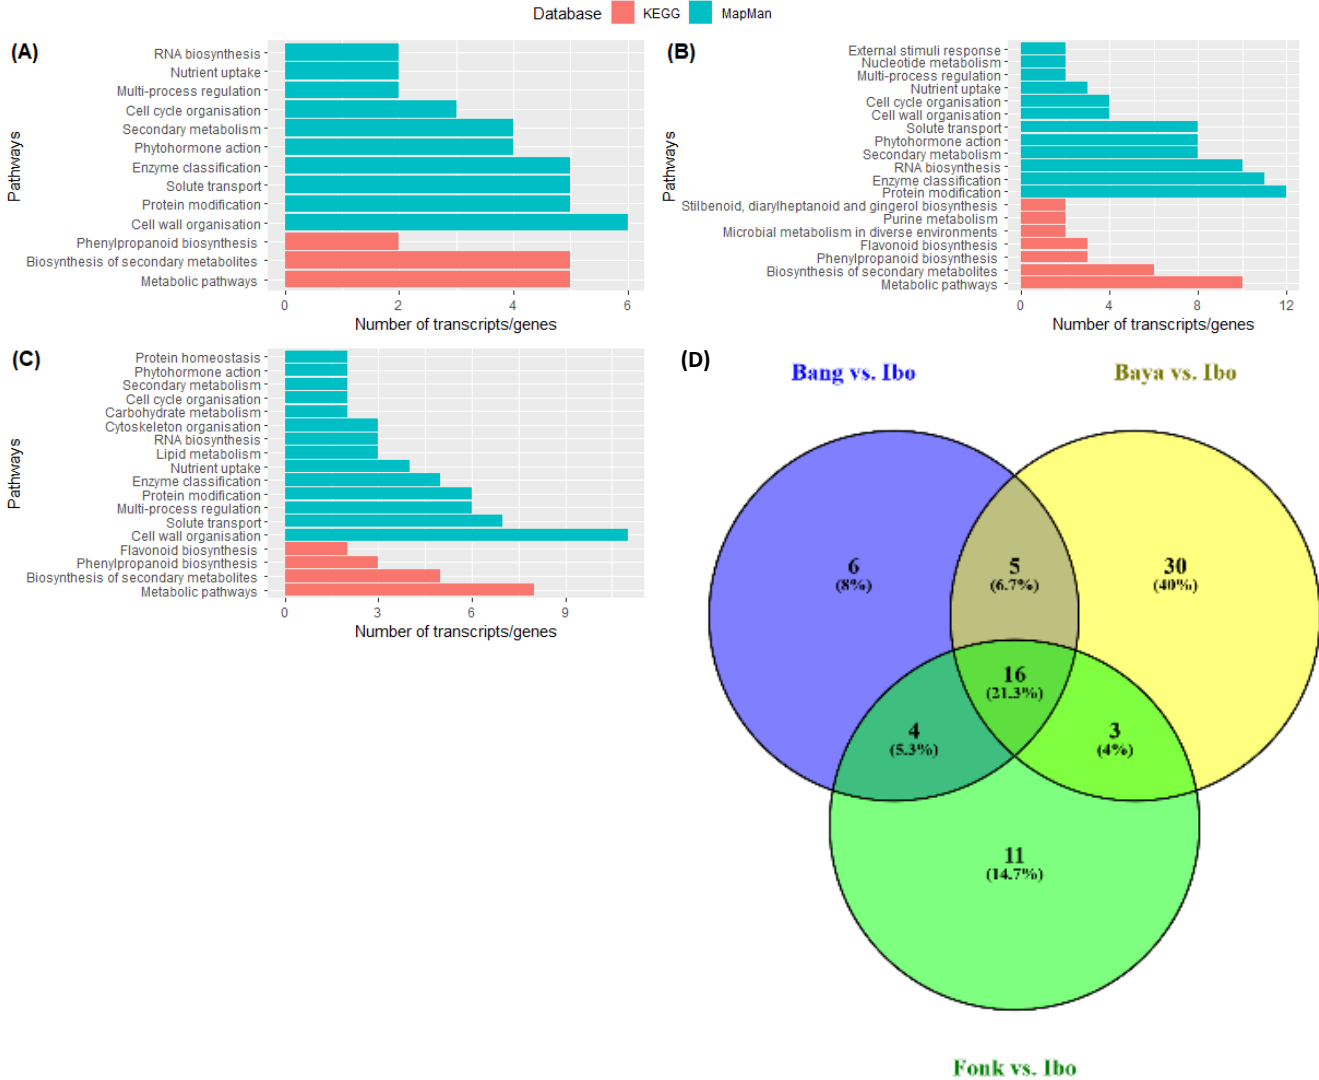 Database KEGG MapMan
(A)
RNA biosynthesis
Nutrient uptake
Multi-process regulation
Cell cycle organisation
Secondary metabolism
Phytohormone action
Enzyme classification
Solute transport
Protein modification
Cell wall organisation
Phenylpropanoid biosynthesis
Biosynthesis of secondary metabolites
Metabolic pathways
Pathways
0 2 4 6
Number of transcripts/genes
(B)
External stimuli response
Nucleotide metabolism
Multi-process regulation
Nutrient uptake
Cell cycle organisation
Cell wall organisation
Solute transport
Phytohormone action
Secondary metabolism
RNA biosynthesis
Enzyme classification
Protein modification
Stilbenoid, diarylheptanoid and gingerol biosynthesis
Purine metabolism
Microbial metabolism in diverse environments
Flavonoid biosynthesis
Phenylpropanoid biosynthesis
Biosynthesis of secondary metabolites
Metabolic pathways
Pathways
0 4 8 12
Number of transcripts/genes
(C)
Protein homeostasis
Phytohormone action
Secondary metabolism
Cell cycle organisation
Carbohydrate metabolism
Cytoskeleton organisation
RNA biosynthesis
Lipid metabolism
Nutrient uptake
Enzyme classification
Protein modification
Multi-process regulation
Solute transport
Cell wall organisation
Flavonoid biosynthesis
Phenylpropanoid biosynthesis
Biosynthesis of secondary metabolites
Metabolic pathways
Pathways
0 3 6 9
Number of transcripts/genes
(D)
Bang vs. Ibo
Baya vs. Ibo
6
(8%)
5
(6.7%)
30
(40%)
16
(21.3%)
4
(5.3%)
3
(4%)
11
(14.7%)
Fonk vs. Ibo